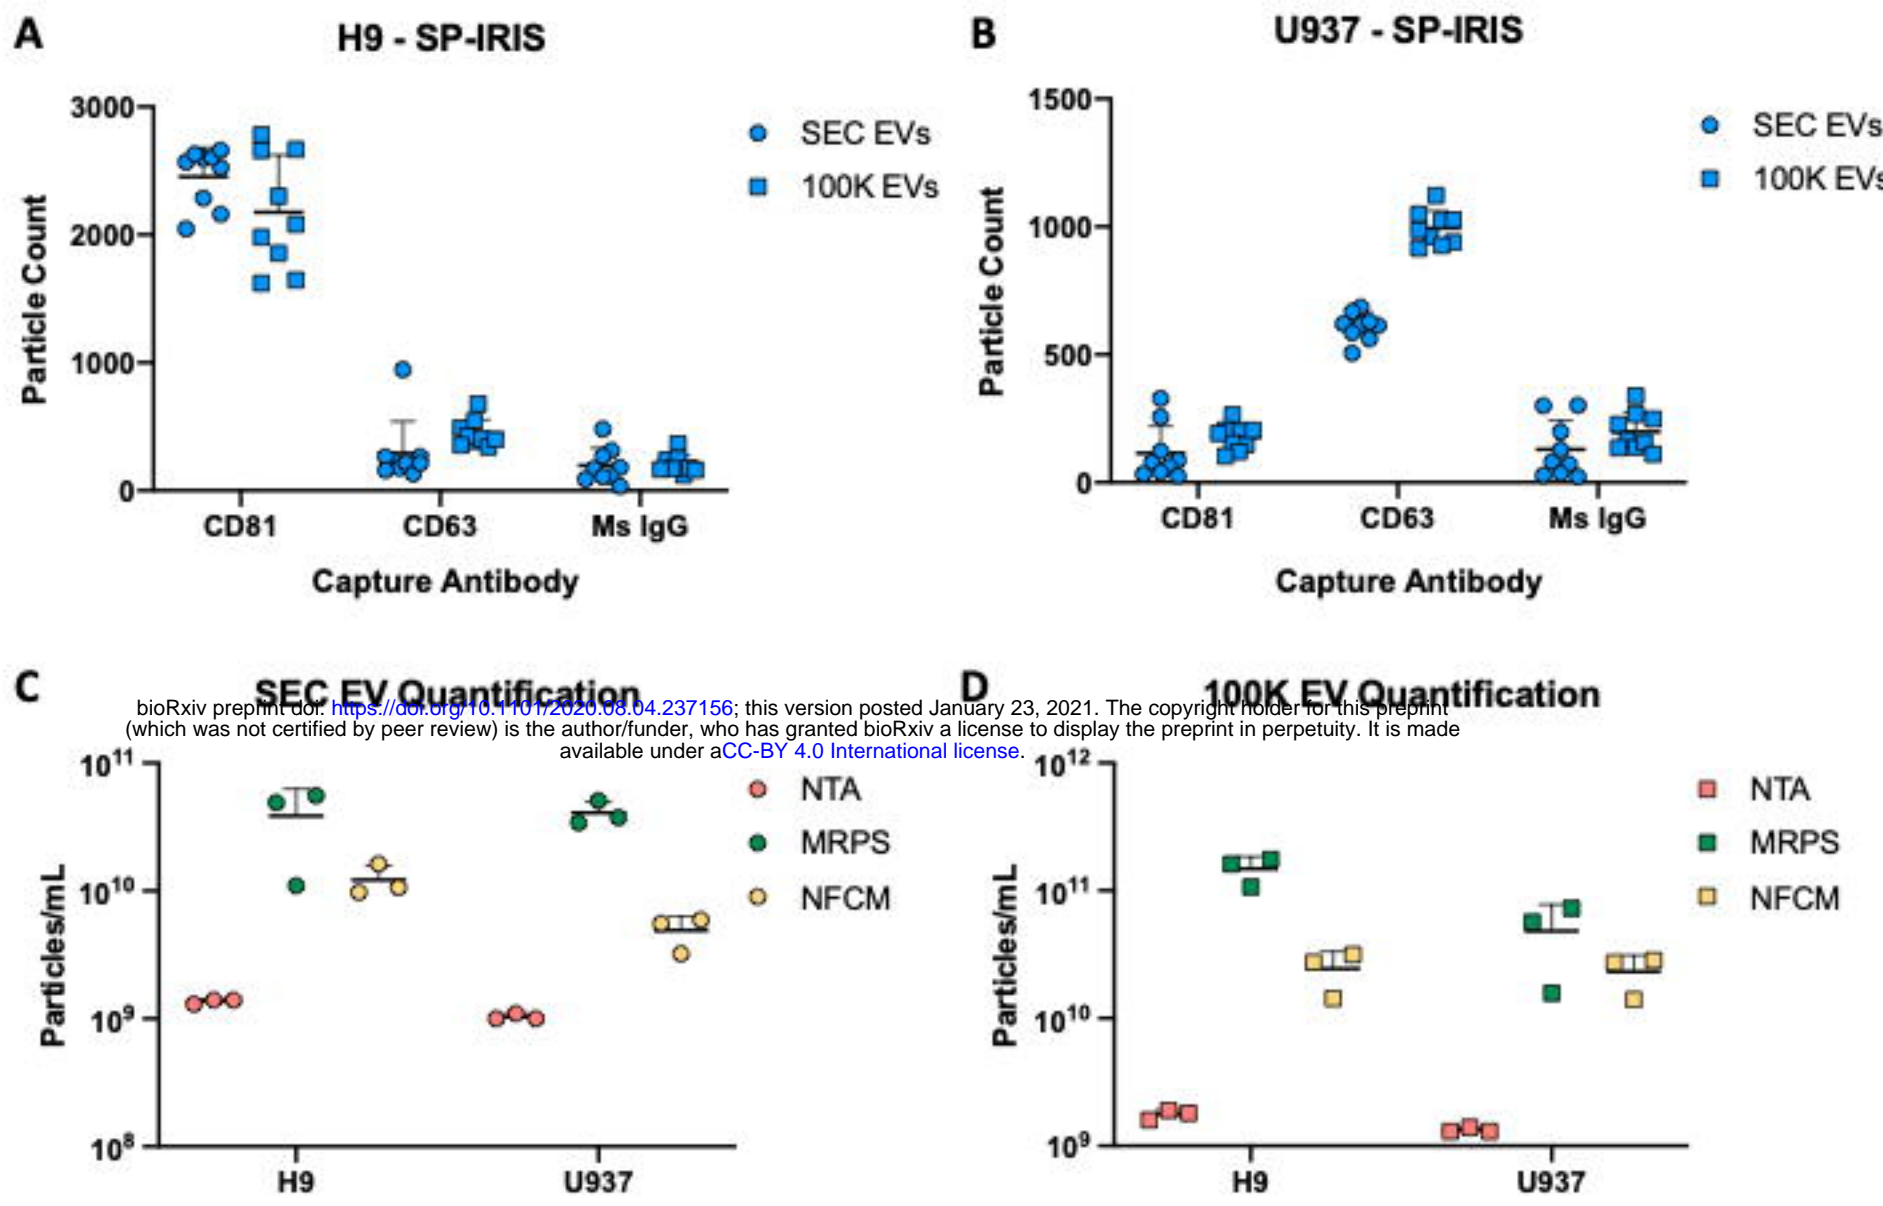 A
H9 - SP-IRIS
3000
2000
1000
0
Particle Count
CD81
CD63
Ms IgG
Capture Antibody
SEC EVs
100K EVs
B
U937 - SP-IRIS
1500
1000
500
0
Particle Count
CD81
CD63
Ms IgG
Capture Antibody
SEC EVs
100K EVs
C
SEC EV Quantification
D
100K EV Quantification
bioRxiv preprint doi: https://doi.org/10.1101/2020.08.04.237156; this version posted January 23, 2021. The copyright holder for this preprint
(which was not certified by peer review) is the author/funder, who has granted bioRxiv a license to display the preprint in perpetuity. It is made
available under aCC-BY 4.0 International license.
10¹¹
10¹⁰
10⁹
10⁸
Particles/mL
H9
U937
NTA
MRPS
NFCM
10¹²
10¹¹
10¹⁰
10⁹
Particles/mL
H9
U937
NTA
MRPS
NFCM